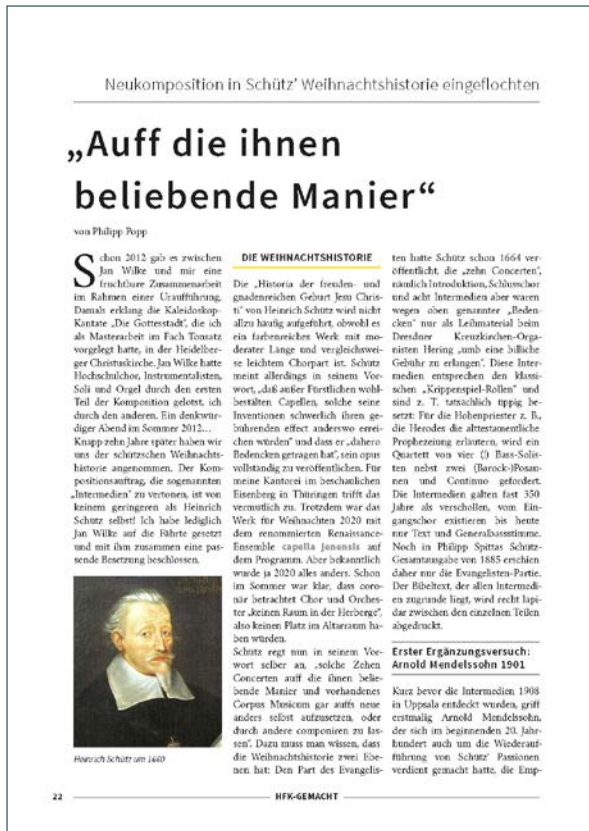 Neukomposition in Schütz’ Weihnachtshistorie eingeflochten
„Auff die ihnen
beliebende Manier“
von Philipp Popp
Schon 2012 gab es zwischen
Jan Wilke und mir eine
fruchtbare Zusammenarbeit
im Rahmen einer Uraufführung.
Damals erklang die Kaleidoskop-
Kantate „Die Gottesstadt“, die ich
als Masterarbeit im Fach Tonsatz
vorgelegt hatte, in der Heidelber-
ger Christuskirche. Jan Wilke hatte
Hochschulchor, Instrumentalisten,
Soli und Orgel durch den ersten
Teil der Komposition gelotst, ich
durch den anderen. Ein denkwür-
diger Abend im Sommer 2012…
Knapp zehn Jahre später haben wir
uns der schützschen Weihnachts-
historie angenommen. Der Kom-
positionsauftrag, die sogenannten
„Intermedien“ zu vertonen, ist von
keinem geringeren als Heinrich
Schütz selbst! Ich habe lediglich
Jan Wilke auf die Fährte gesetzt
und mit ihm zusammen eine pas-
sende Besetzung beschlossen.
Heinrich Schütz um 1660
DIE WEIHNACHTSHISTORIE
Die „Historia der freuden- und
gnadenreichen Geburt Jesu Chris-
ti“ von Heinrich Schütz wird nicht
allzu häufig aufgeführt, obwohl es
ein farbenreiches Werk mit mo-
derater Länge und vergleichswei-
se leichtem Chorpart ist. Schütz
meint allerdings in seinem Vor-
wort, „daß außer Fürstlichen wohl-
bestälten Capellen, solche seine
Inventionen schwerlich ihren ge-
bührenden effect anderswo errei-
chen würden“ und dass er „dahero
Bedencken getragen hat“, sein opus
vollständig zu veröffentlichen. Für
meine Kantorei im beschaulichen
Eisenberg in Thüringen trifft das
vermutlich zu. Trotzdem war das
Werk für Weihnachten 2020 mit
dem renommierten Renaissance-
Ensemble capella jenensis auf
dem Programm. Aber bekanntlich
wurde ja 2020 alles anders. Schon
im Sommer war klar, dass coro-
när betrachtet Chor und Orches-
ter „keinen Raum in der Herberge“,
also keinen Platz im Altarraum ha-
ben würden.
Schütz regt nun in seinem Vor-
wort selber an, „solche Zehen
Concerten auff die ihnen belie-
bende Manier und vorhandenes
Corpus Musicum gar auffs neue
anders selbst aufzusetzen, oder
durch andere componiren zu las-
sen“. Dazu muss man wissen, dass
die Weihnachtshistorie zwei Ebe-
nen hat: Den Part des Evangelis-
ten hatte Schütz schon 1664 ver-
öffentlicht, die „zehn Concerten“,
nämlich Introduktion, Schlusschor
und acht Intermedien aber waren
wegen oben genannter „Beden-
cken“ nur als Leihmaterial beim
Dresdner Kreuzkirchen-Orga-
nisten Hering „umb eine billiche
Gebühr zu erlangen“. Diese Inter-
medien entsprechen den klassi-
schen „Krippenspiel-Rollen“ und
sind z. T. tatsächlich üppig be-
setzt: Für die Hohenpriester z. B.,
die Herodes die alttestamentliche
Prophezeiung erläutern, wird ein
Quartett von vier (!) Bass-Solis-
ten nebst zwei (Barock-)Posau-
nen und Continuo gefordert.
Die Intermedien galten fast 350
Jahre als verschollen, vom Ein-
gangschor existieren bis heute
nur Text und Generalbassstimme.
Noch in Philipp Spittas Schütz-
Gesamtausgabe von 1885 erschien
daher nur die Evangelisten-Partie.
Der Bibeltext, der allen Intermedi-
en zugrunde liegt, wird recht lapi-
dar zwischen den einzelnen Teilen
abgedruckt.
Erster Ergänzungsversuch:
Arnold Mendelssohn 1901
Kurz bevor die Intermedien 1908
in Uppsala entdeckt wurden, griff
erstmalig Arnold Mendelssohn,
der sich im beginnenden 20. Jahr-
hundert auch um die Wiederauf-
führung von Schütz’ Passionen
verdient gemacht hatte, die Emp-
22
HFK-GEMACHT